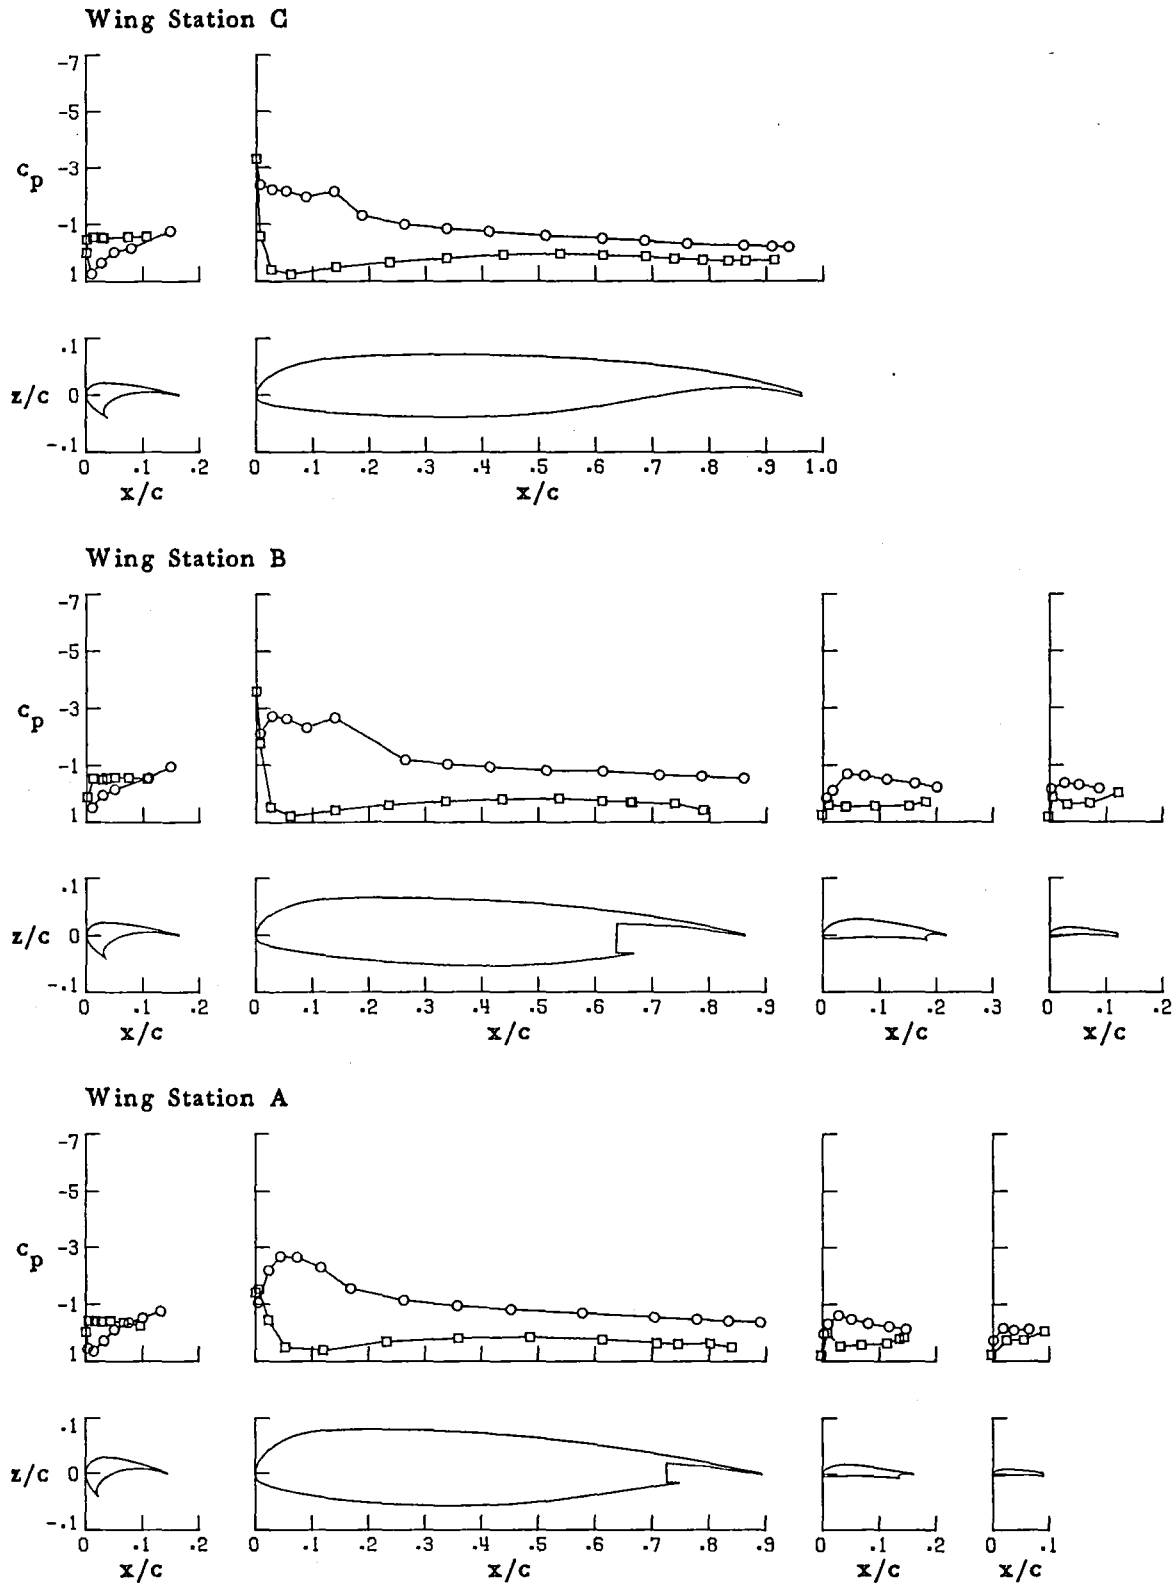 Wing Station C
-7
-5
-3
-1
1
c_p
.1
0
-.1
z/c
0 .1 .2
x/c
0 .1 .2 .3 .4 .5 .6 .7 .8 .9 1.0
x/c
Wing Station B
-7
-5
-3
-1
1
c_p
.1
0
-.1
z/c
0 .1 .2
x/c
0 .1 .2 .3 .4 .5 .6 .7 .8 .9
x/c
0 .1 .2 .3
x/c
0 .1 .2
x/c
Wing Station A
-7
-5
-3
-1
1
c_p
.1
0
-.1
z/c
0 .1 .2
x/c
0 .1 .2 .3 .4 .5 .6 .7 .8 .9
x/c
0 .1 .2
x/c
0 .1
x/c